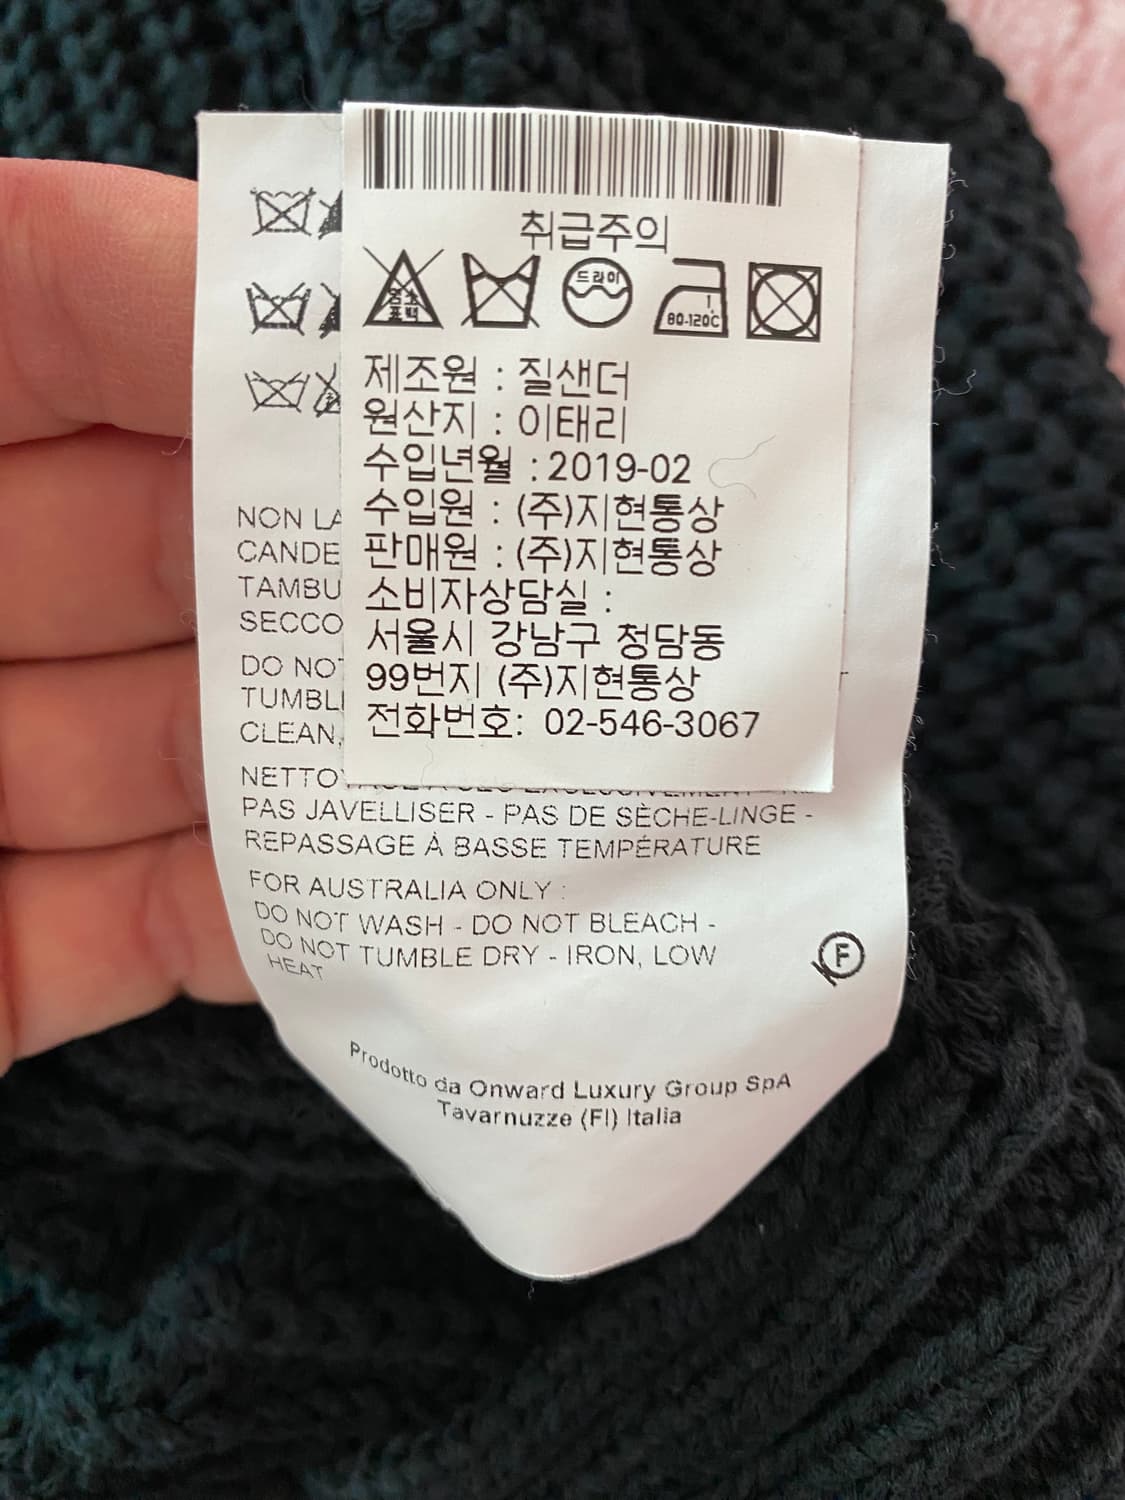 취급주의
염소
표백
드라이
80-120C
제조원 : 질샌더
원산지 : 이태리
수입년월 : 2019-02
수입원 : (주)지현통상
판매원 : (주)지현통상
소비자상담실 :
서울시 강남구 청담동
99번지 (주)지현통상
전화번호: 02-546-3067
NON
CANDE
TAMBU
SECCO
DO NOT
TUMBL
CLEAN,
PAS JAVELLISER - PAS DE SÈCHE-LINGE -
REPASSAGE À BASSE TEMPÉRATURE
FOR AUSTRALIA ONLY :
DO NOT WASH - DO NOT BLEACH -
DO NOT TUMBLE DRY - IRON, LOW
HEAT
F
Prodotto da Onward Luxury Group SpA
Tavarnuzze (FI) Italia